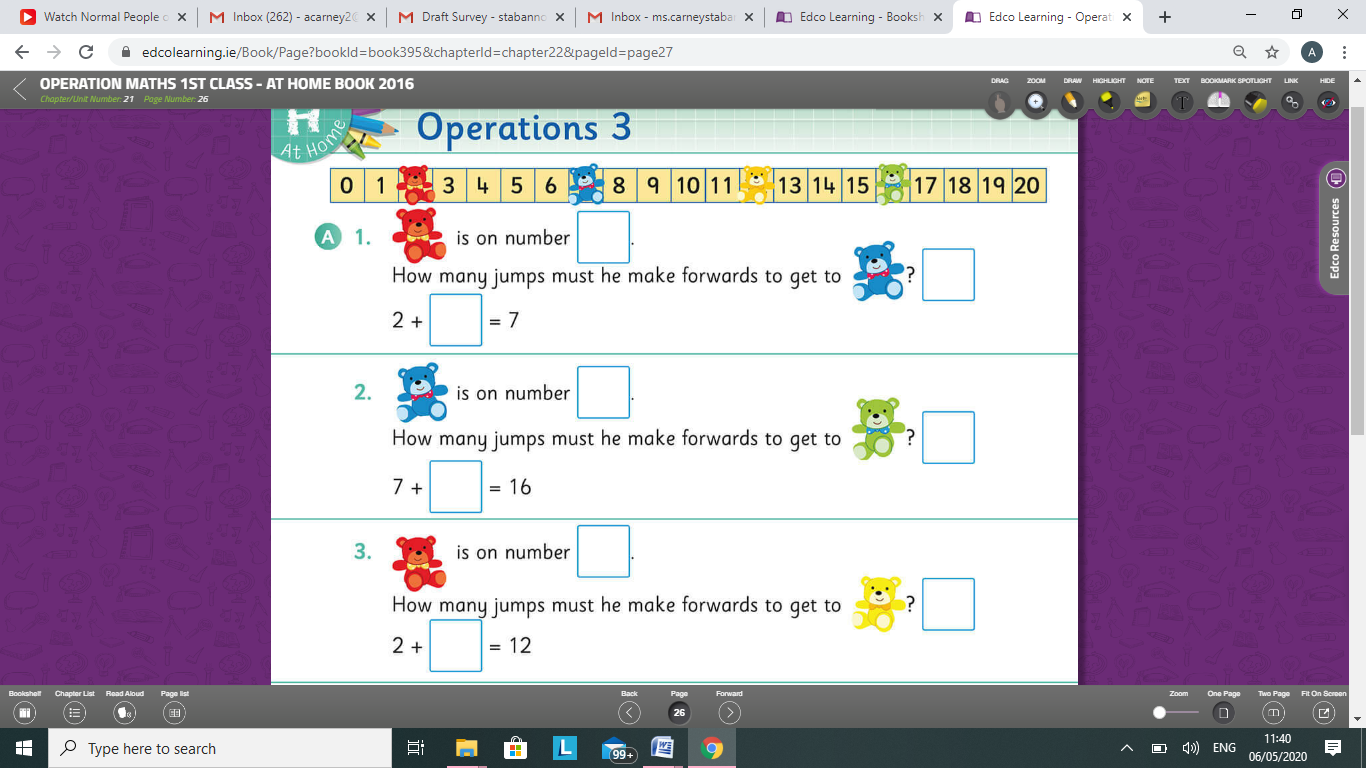 Watch Normal People o
Inbox (262) - acarney2@
Draft Survey - stabanno
Inbox - ms.carneystaba
Edco Learning - Booksh
Edco Learning - Operat
edcolearning.ie/Book/Page?bookId=book395&chapterId=chapter22&pageId=page27
A
OPERATION MATHS 1ST CLASS - AT HOME BOOK 2016
Chapter/Unit Number: 21 Page Number: 26
DRAG ZOOM DRAW HIGHLIGHT NOTE TEXT BOOKMARK SPOTLIGHT LINK HIDE
At Home
Operations 3
0 1 3 4 5 6 8 9 10 11 13 14 15 17 18 19 20
A 1. is on number .
How many jumps must he make forwards to get to ?
2 + = 7
2. is on number .
How many jumps must he make forwards to get to ?
7 + = 16
3. is on number .
How many jumps must he make forwards to get to ?
2 + = 12
Edco Resources
Bookshelf Chapter List Read Aloud Page list Back Page Forward Zoom One Page Two Page Fit On Screen
26
Type here to search
L
99+
W
ENG
11:40
06/05/2020